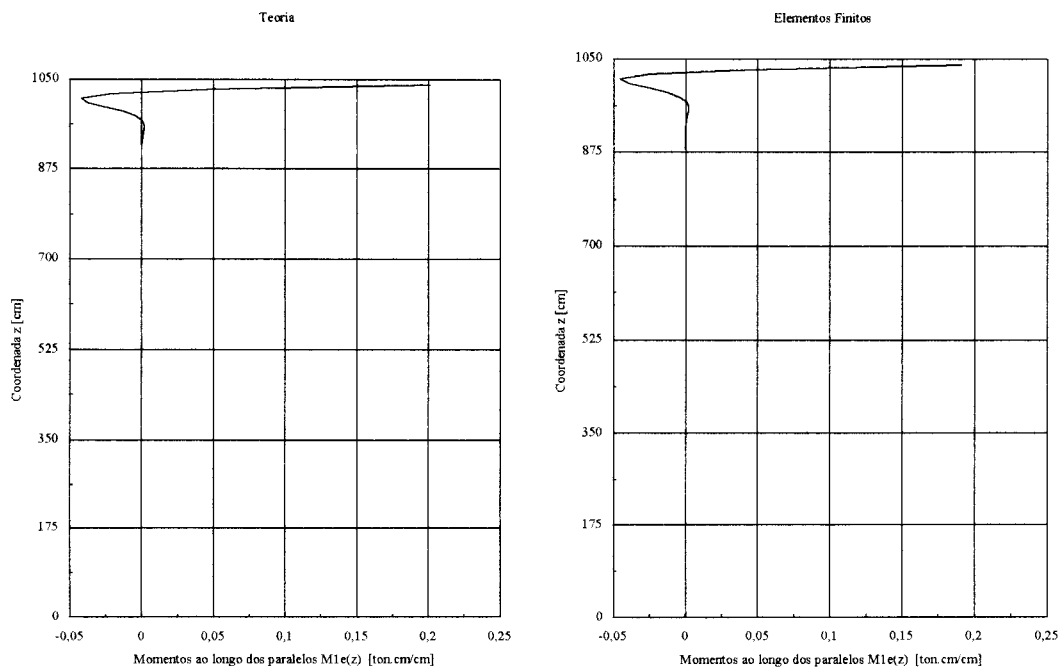 Teoria
1050
875
700
525
350
175
0
Coordenada z [cm]
-0,05 0 0,05 0,1 0,15 0,2 0,25
Momentos ao longo dos paralelos M1e(z) [ton.cm/cm]
Elementos Finitos
1050
875
700
525
350
175
0
Coordenada z [cm]
-0,05 0 0,05 0,1 0,15 0,2 0,25
Momentos ao longo dos paralelos M1e(z) [ton.cm/cm]